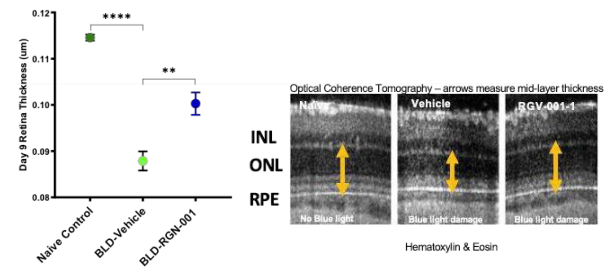 0.12
0.11
0.10
0.09
0.08
Day 9 Retina Thickness (um)
****
**
Naive Control
BLD-Vehicle
BLD-RGN-001
Optical Coherence Tomography – arrows measure mid-layer thickness
Naive
Vehicle
RGV-001-1
INL
ONL
RPE
No Blue light
Blue light damage
Blue light damage
Hematoxylin & Eosin